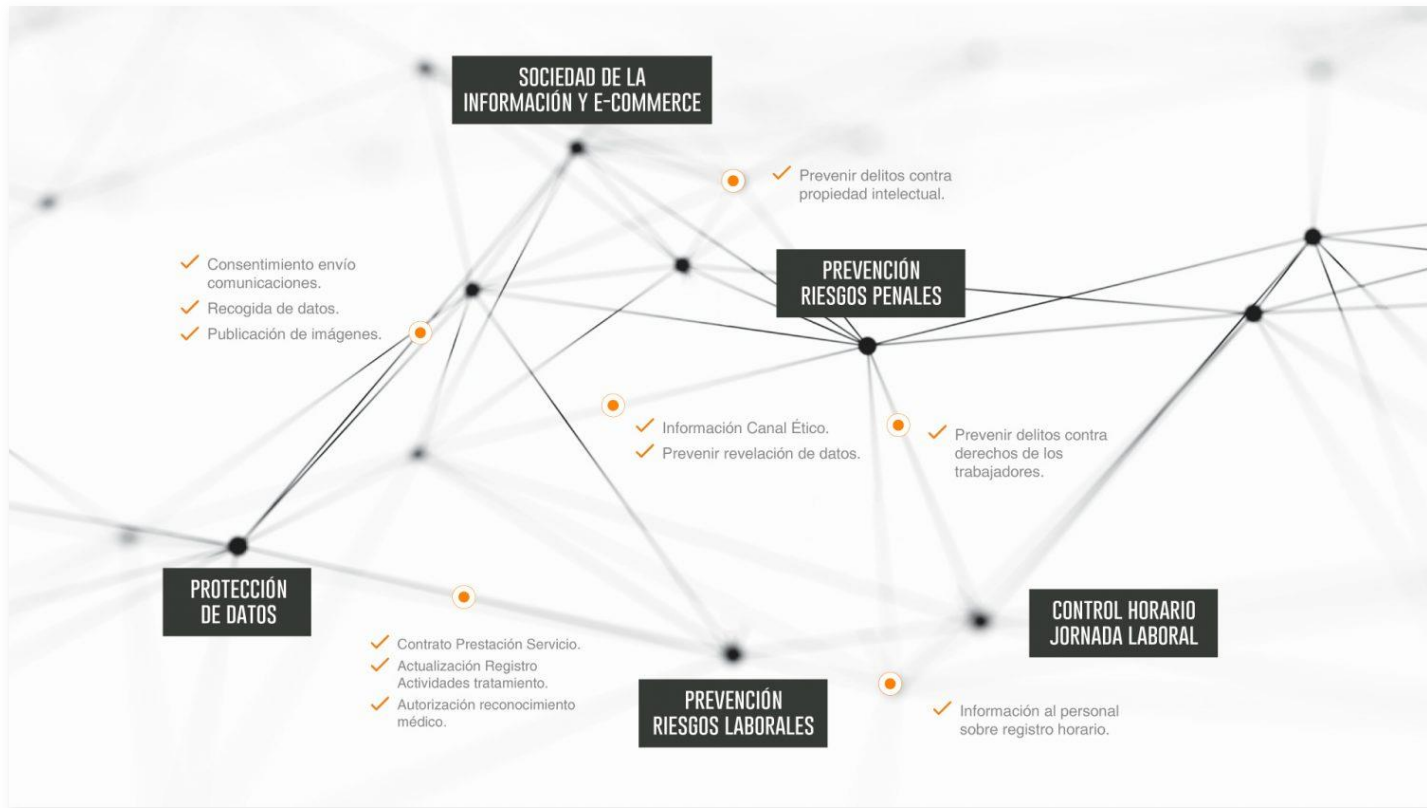 SOCIEDAD DE LA
INFORMACIÓN Y E-COMMERCE
Prevenir delitos contra
propiedad intelectual.
Consentimiento envío
comunicaciones.
Recogida de datos.
Publicación de imágenes.
PREVENCIÓN
RIESGOS PENALES
Información Canal Ético.
Prevenir revelación de datos.
Prevenir delitos contra
derechos de los
trabajadores.
PROTECCIÓN
DE DATOS
Contrato Prestación Servicio.
Actualización Registro
Actividades tratamiento.
Autorización reconocimiento
médico.
PREVENCIÓN
RIESGOS LABORALES
CONTROL HORARIO
JORNADA LABORAL
Información al personal
sobre registro horario.